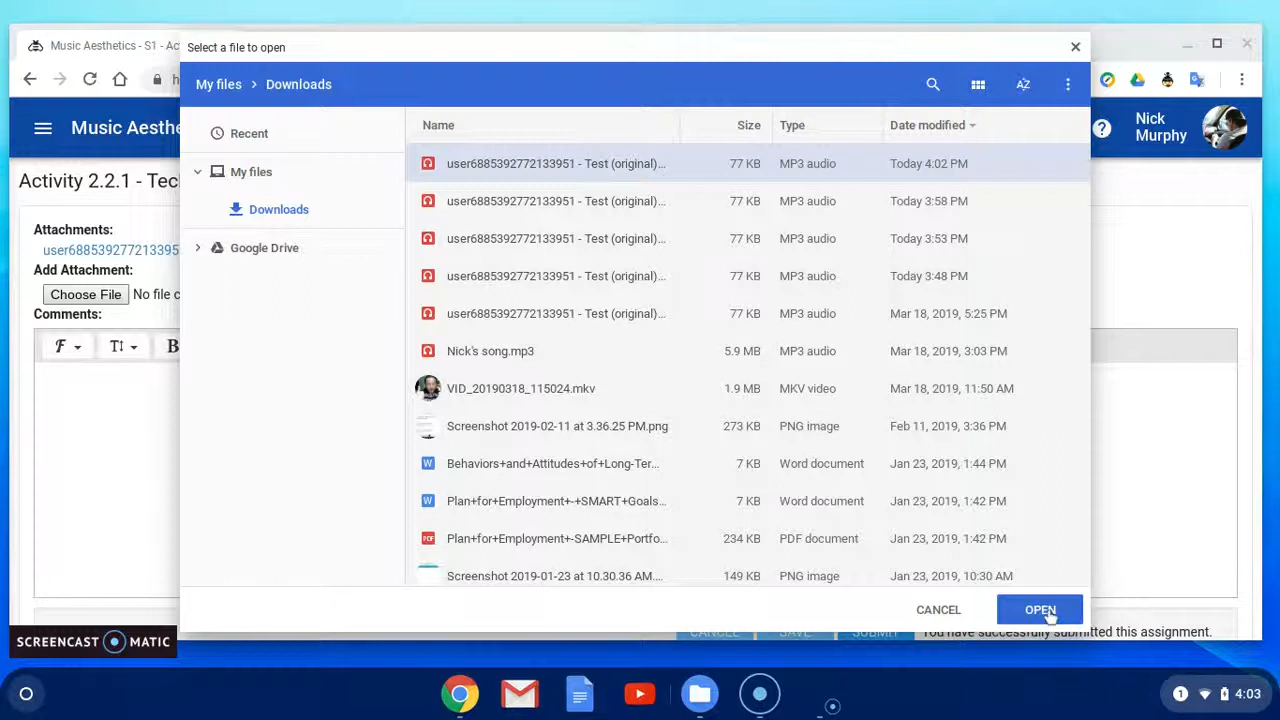 Music Aesthetics - S1 - Ac
Select a file to open
My files
Downloads
Music Aesthe
Nick
Murphy
Activity 2.2.1 - Tec
Attachments:
user688539277213395
Add Attachment:
Choose File No file c
Comments:
Recent
My files
Downloads
Google Drive
Name Size Type Date modified
user6885392772133951 - Test (original)... 77 KB MP3 audio Today 4:02 PM
user6885392772133951 - Test (original)... 77 KB MP3 audio Today 3:58 PM
user6885392772133951 - Test (original)... 77 KB MP3 audio Today 3:53 PM
user6885392772133951 - Test (original)... 77 KB MP3 audio Today 3:48 PM
user6885392772133951 - Test (original)... 77 KB MP3 audio Mar 18, 2019, 5:25 PM
Nick's song.mp3 5.9 MB MP3 audio Mar 18, 2019, 3:03 PM
VID_20190318_115024.mkv 1.9 MB MKV video Mar 18, 2019, 11:50 AM
Screenshot 2019-02-11 at 3.36.25 PM.png 273 KB PNG image Feb 11, 2019, 3:36 PM
Behaviors+and+Attitudes+of+Long-Ter... 7 KB Word document Jan 23, 2019, 1:44 PM
Plan+for+Employment+-+SMART+Goals... 7 KB Word document Jan 23, 2019, 1:42 PM
Plan+for+Employment+-SAMPLE+Portfo... 234 KB PDF document Jan 23, 2019, 1:42 PM
Screenshot 2019-01-23 at 10.30.36 AM.... 149 KB PNG image Jan 23, 2019, 10:30 AM
CANCEL OPEN
CANCEL SAVE SUBMIT You have successfully submitted this assignment.
SCREENCAST MATIC
1 4:03